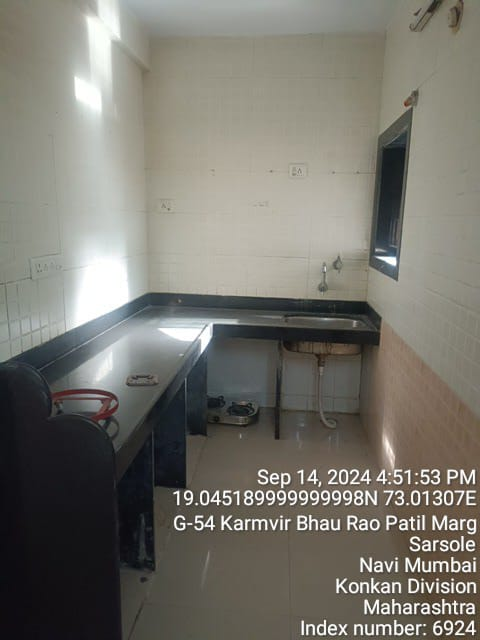 Sep 14, 2024 4:51:53 PM
19.045189999999998N 73.01307E
G-54 Karmvir Bhau Rao Patil Marg
Sarsole
Navi Mumbai
Konkan Division
Maharashtra
Index number: 6924